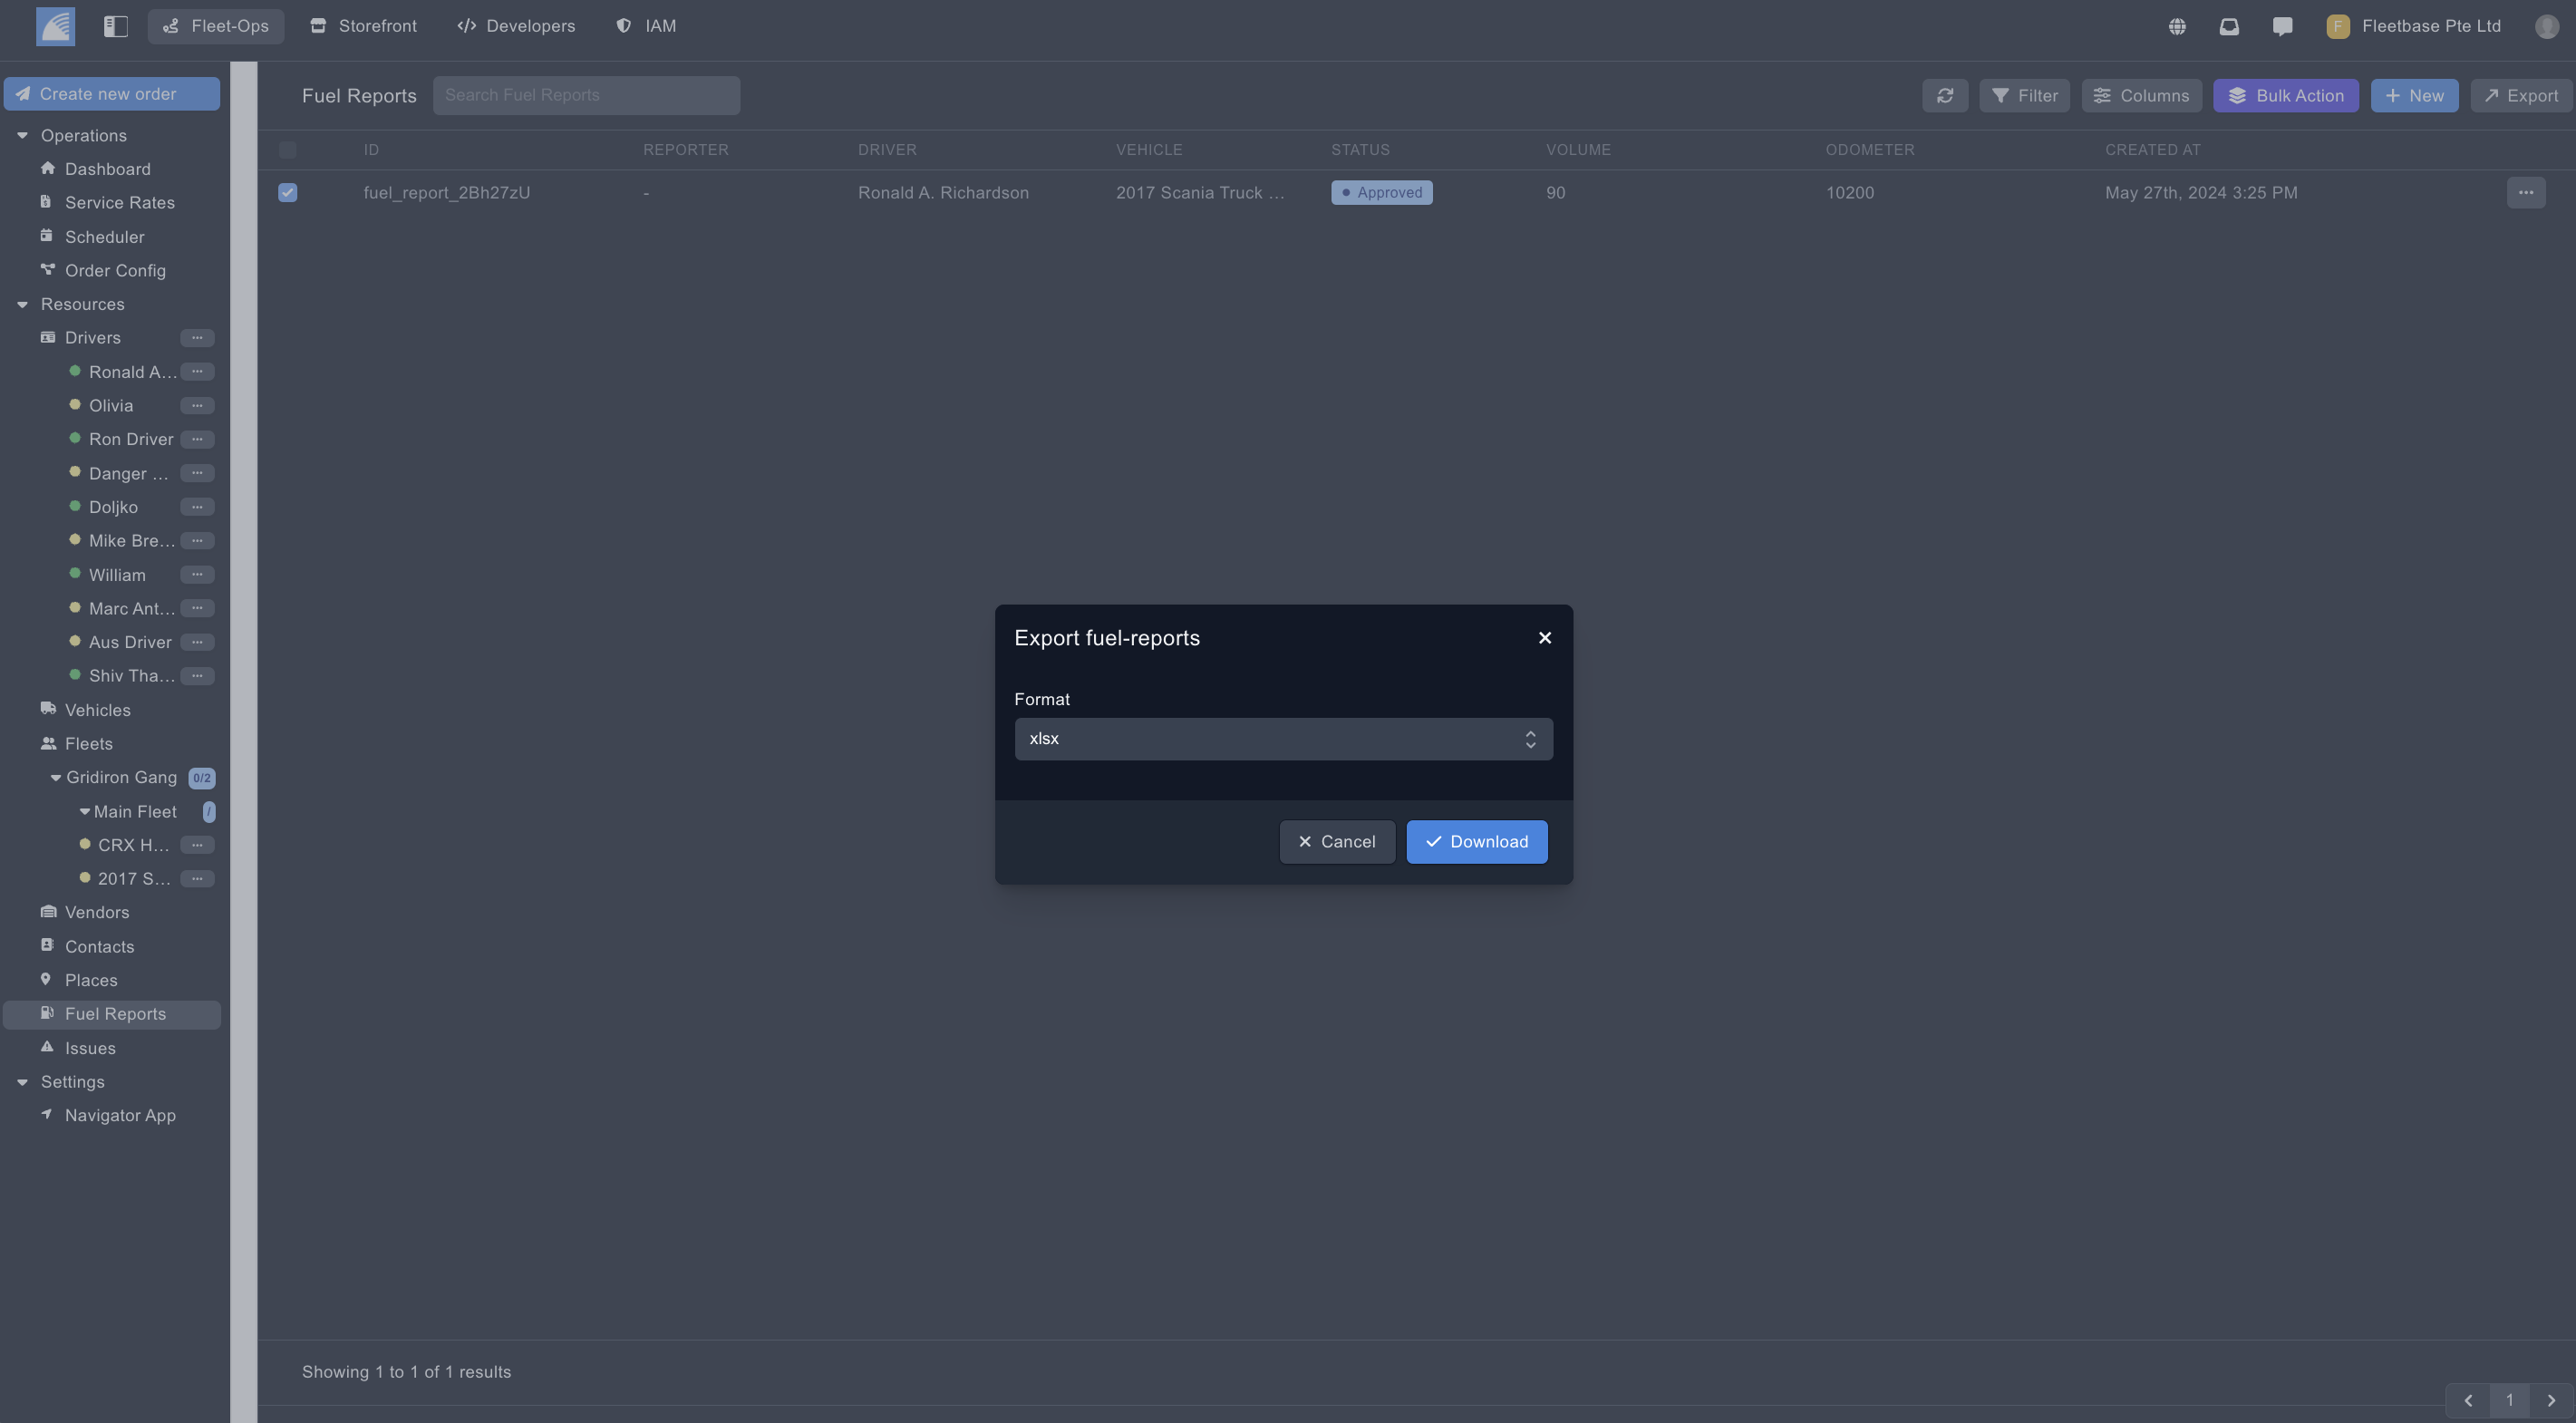 Fleet-Ops Storefront Developers IAM F Fleetbase Pte Ltd
Create new order
Operations
Dashboard
Service Rates
Scheduler
Order Config
Resources
Drivers
Ronald A...
Olivia
Ron Driver
Danger ...
Doljko
Mike Bre...
William
Marc Ant...
Aus Driver
Shiv Tha...
Vehicles
Fleets
Gridiron Gang 0/2
Main Fleet /
CRX H...
2017 S...
Vendors
Contacts
Places
Fuel Reports
Issues
Settings
Navigator App
Fuel Reports Search Fuel Reports Filter Columns Bulk Action New Export
ID REPORTER DRIVER VEHICLE STATUS VOLUME ODOMETER CREATED AT
fuel_report_2Bh27zU - Ronald A. Richardson 2017 Scania Truck ... Approved 90 10200 May 27th, 2024 3:25 PM
Export fuel-reports
Format
xlsx
Cancel Download
Showing 1 to 1 of 1 results
1